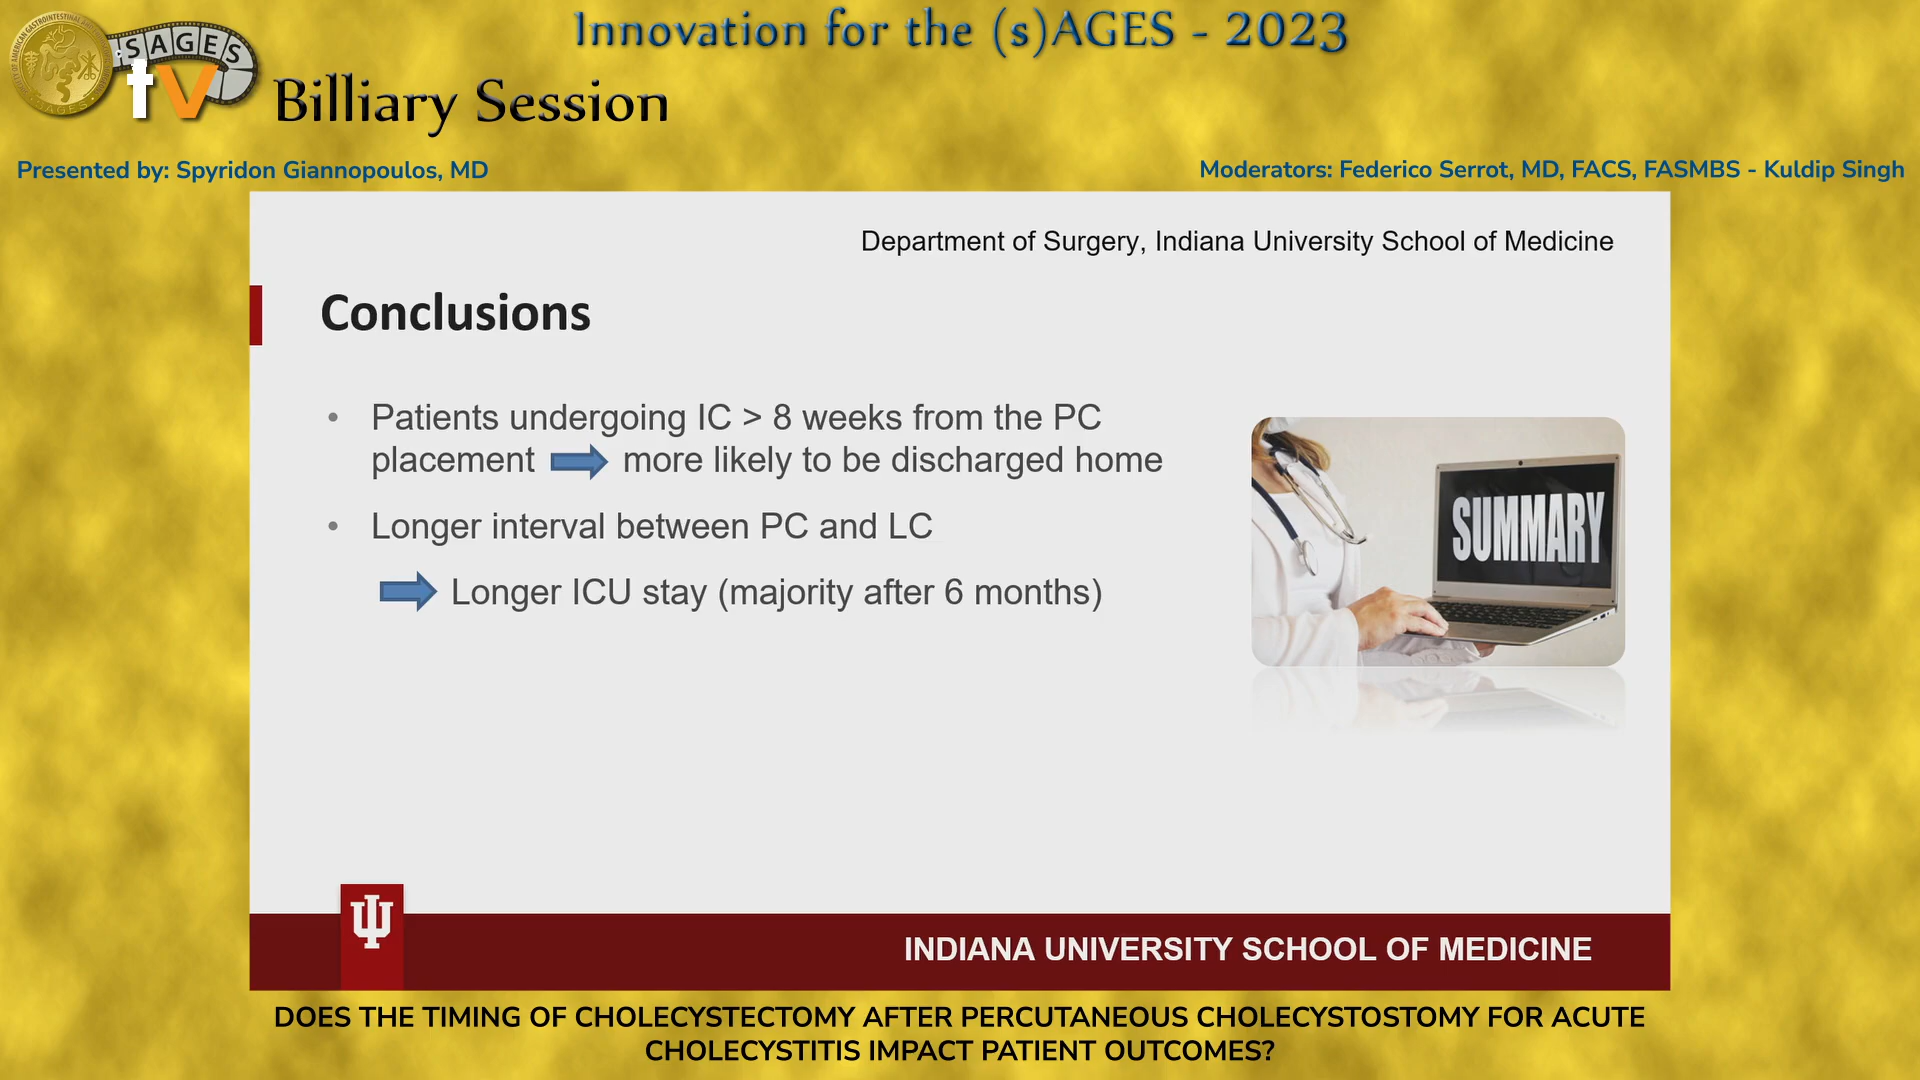 Innovation for the (s)AGES - 2023
SAGES
tv
Billiary Session
Presented by: Spyridon Giannopoulos, MD
Moderators: Federico Serrot, MD, FACS, FASMBS - Kuldip Singh
Department of Surgery, Indiana University School of Medicine
Conclusions
• Patients undergoing IC > 8 weeks from the PC
placement more likely to be discharged home
• Longer interval between PC and LC
Longer ICU stay (majority after 6 months)
SUMMARY
INDIANA UNIVERSITY SCHOOL OF MEDICINE
DOES THE TIMING OF CHOLECYSTECTOMY AFTER PERCUTANEOUS CHOLECYSTOSTOMY FOR ACUTE
CHOLECYSTITIS IMPACT PATIENT OUTCOMES?